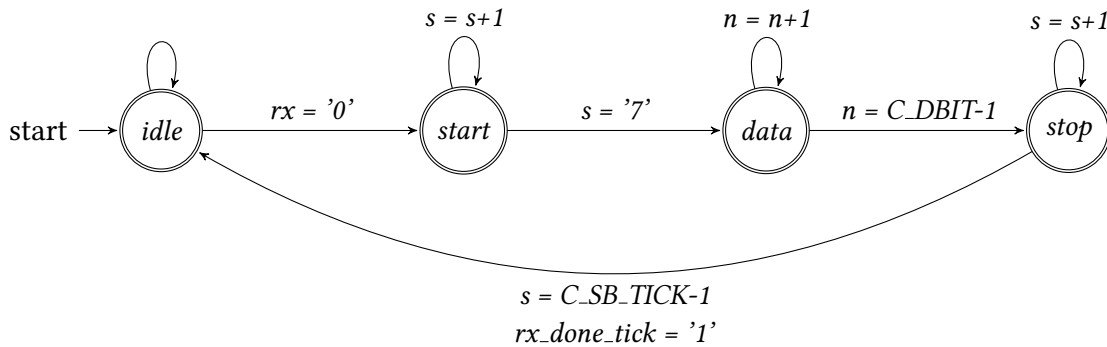 s = s+1
n = n+1
s = s+1
start
idle
rx = '0'
start
s = '7'
data
n = C_DBIT-1
stop
s = C_SB_TICK-1
rx_done_tick = '1'